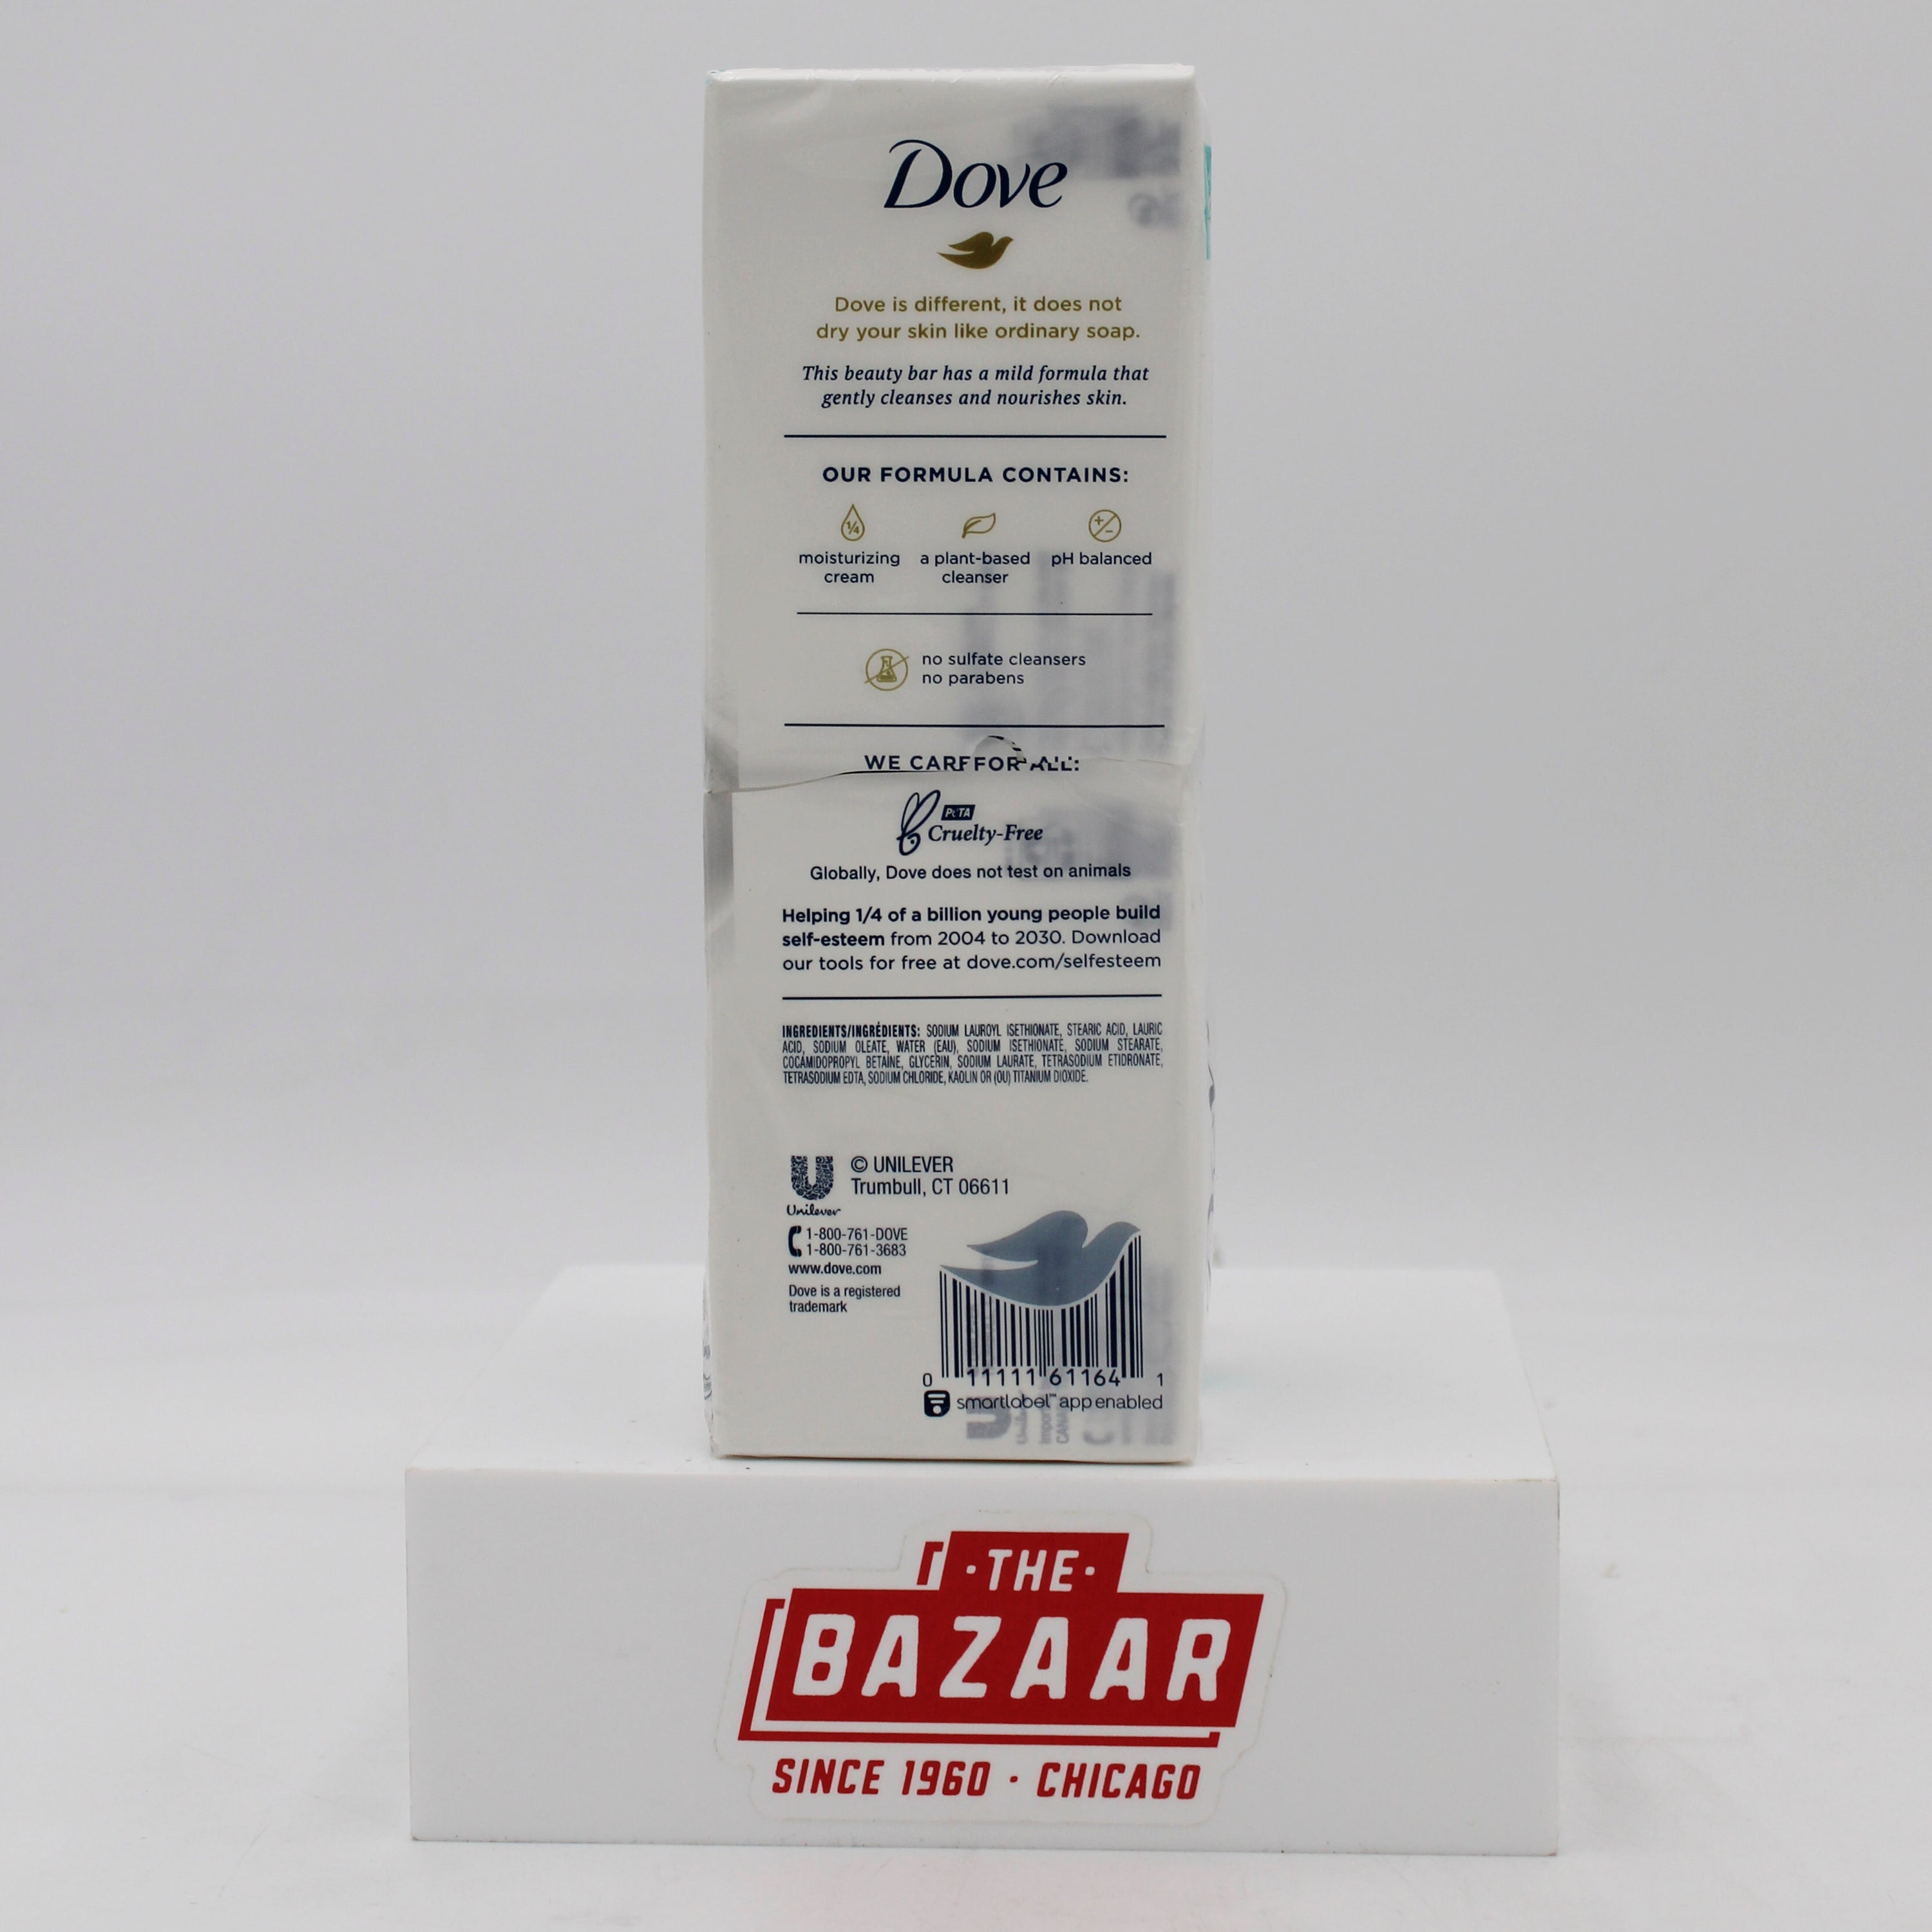 Dove
Dove is different, it does not
dry your skin like ordinary soap.
This beauty bar has a mild formula that
gently cleanses and nourishes skin.
OUR FORMULA CONTAINS:
1/4
moisturizing
cream
a plant-based
cleanser
pH balanced
no sulfate cleansers
no parabens
WE CARE FOR ALL:
PeTA
Cruelty-Free
Globally, Dove does not test on animals
Helping 1/4 of a billion young people build
self-esteem from 2004 to 2030. Download
our tools for free at dove.com/selfesteem
INGREDIENTS/INGRÉDIENTS: SODIUM LAUROYL ISETHIONATE, STEARIC ACID, LAURIC
ACID, SODIUM OLEATE, WATER (EAU), SODIUM ISETHIONATE, SODIUM STEARATE,
COCAMIDOPROPYL BETAINE, GLYCERIN, SODIUM LAURATE, TETRASODIUM ETIDRONATE,
TETRASODIUM EDTA, SODIUM CHLORIDE, KAOLIN OR (OU) TITANIUM DIOXIDE.
© UNILEVER
Trumbull, CT 06611
Unilever
1-800-761-DOVE
1-800-761-3683
www.dove.com
Dove is a registered
trademark
0 11111 61164 1
smartlabel™ app enabled
·THE·
BAZAAR
SINCE 1960 · CHICAGO